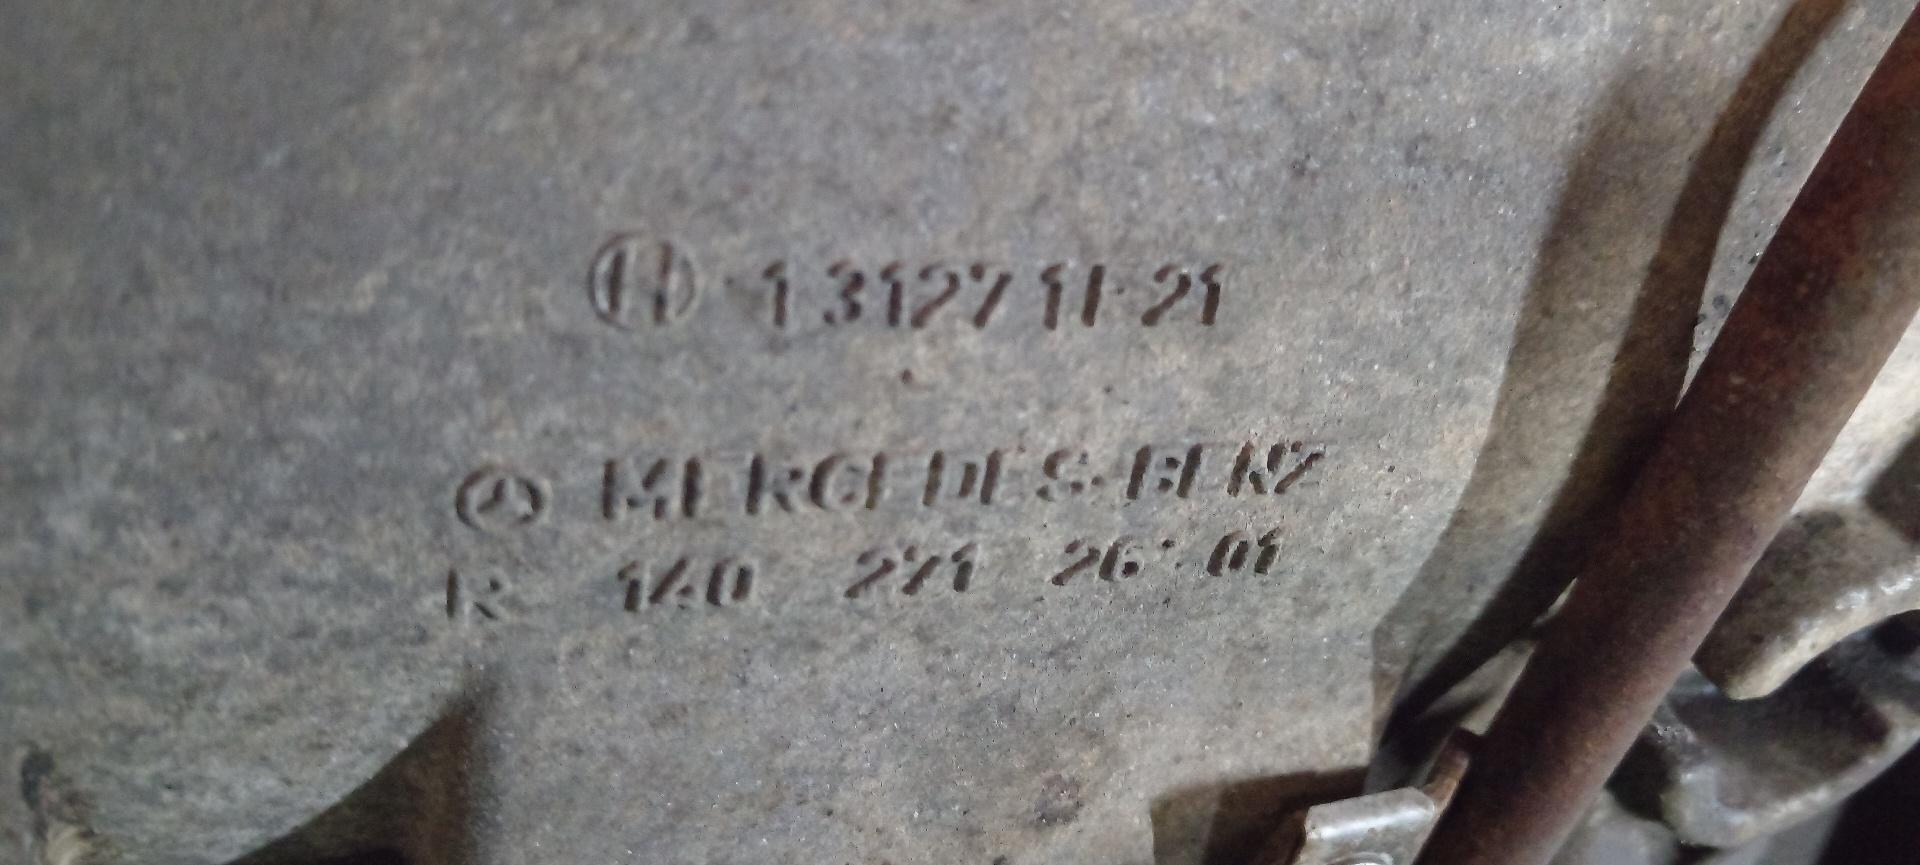 1 3127 11-21
MERCEDES-BENZ
R 140 271 26 01